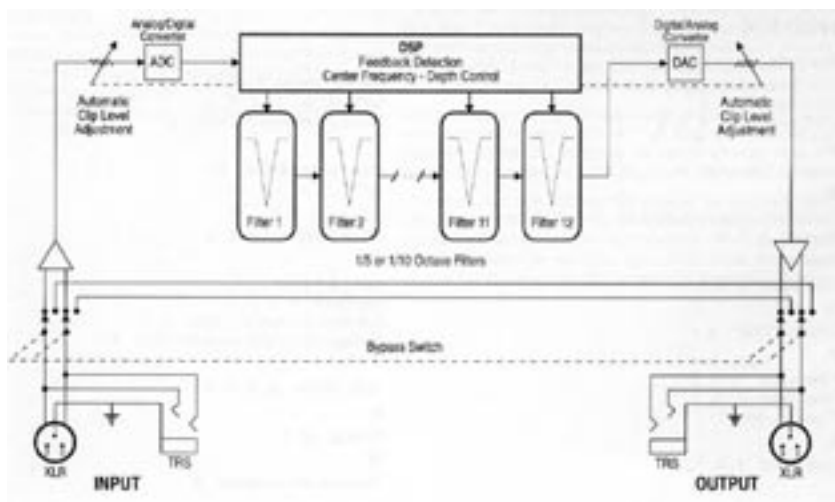 Analog/Digital
Converter
ADC
Automatic
Clip Level
Adjustment
DSP
Feedback Detection
Center Frequency - Depth Control
Digital/Analog
Converter
DAC
Automatic
Clip Level
Adjustment
Filter 1
Filter 2
Filter 11
Filter 12
1/5 or 1/10 Octave Filters
Bypass Switch
XLR
TRS
INPUT
TRS
XLR
OUTPUT